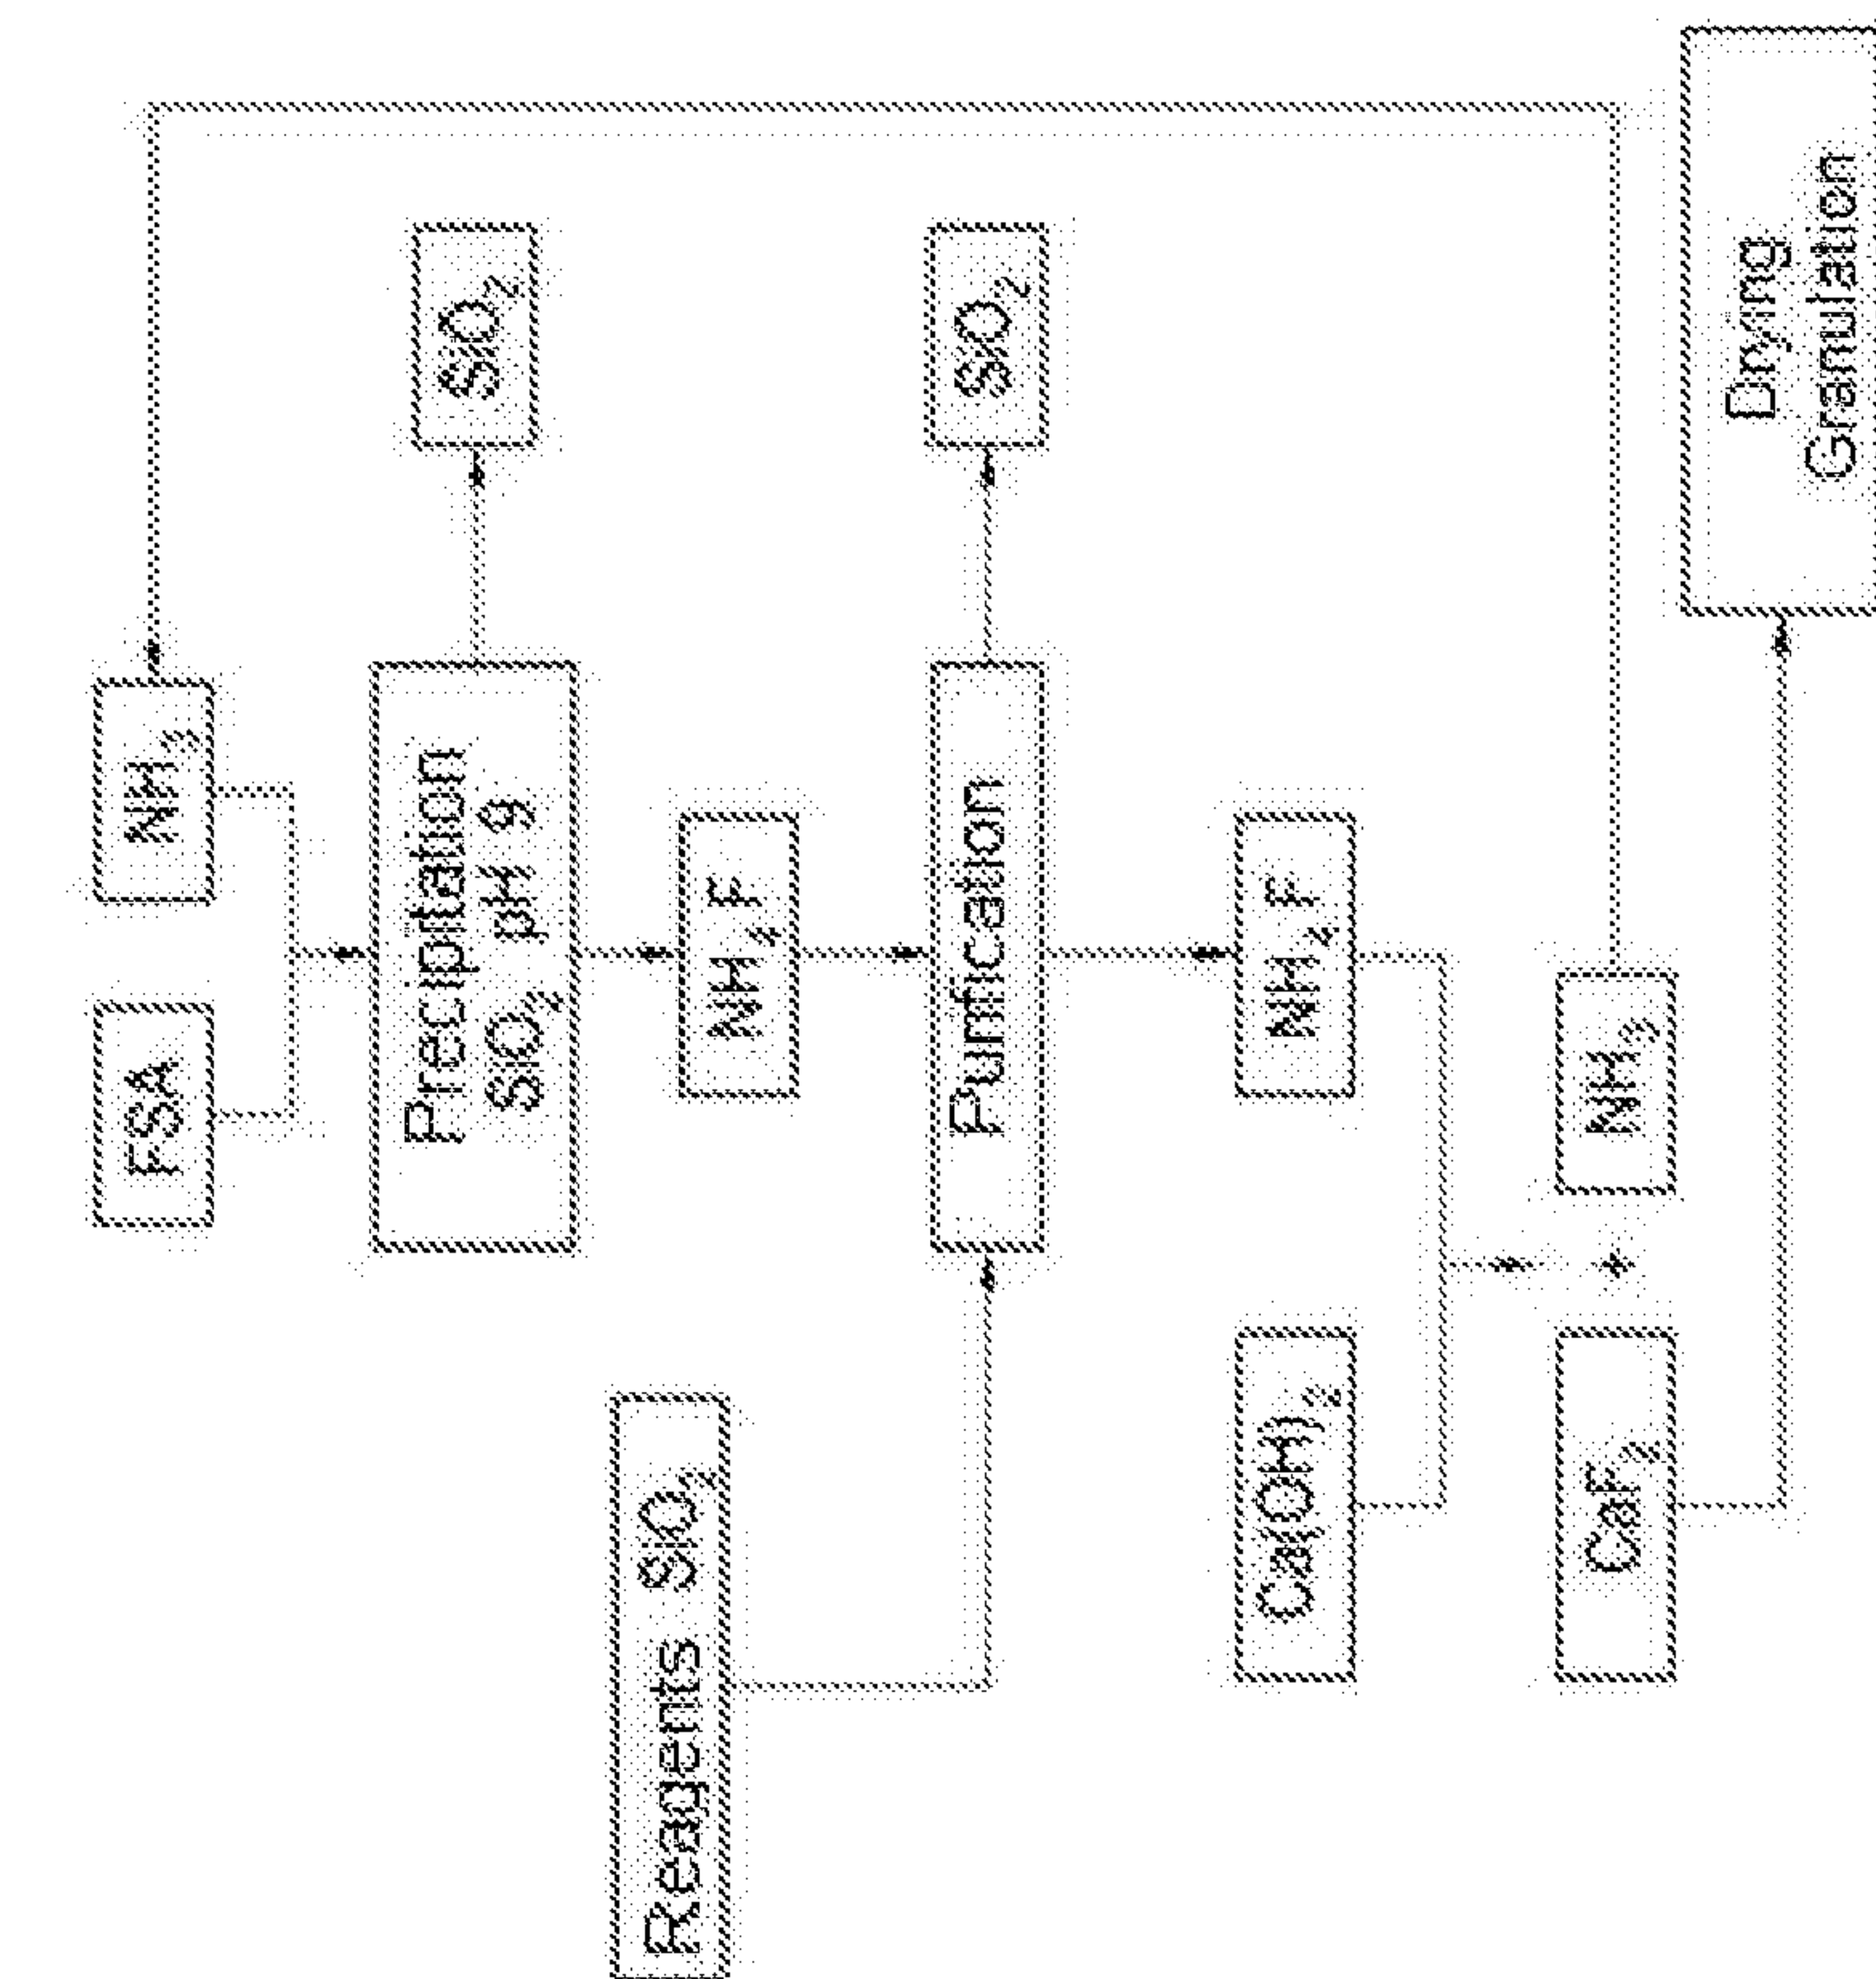 FSA
NH3
Precipitation
SiO2 pH 9
SiO2
NH4F
Reagents SiO2
Purification
SiO2
Ca(OH)2
NH4F
CaF2
+
NH3
Drying
Granulation